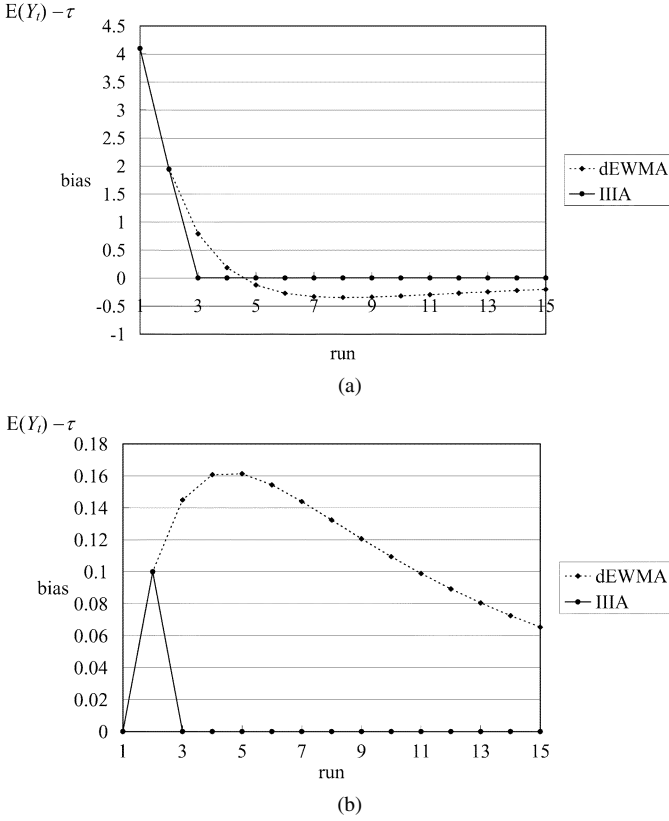 E(Yₜ) – τ
4.5
4
3.5
3
2.5
2
1.5
1
0.5
0
-0.5
-1
bias
1 3 5 7 9 11 13 15
run
dEWMA
IIIA
(a)
E(Yₜ) – τ
0.18
0.16
0.14
0.12
0.1
0.08
0.06
0.04
0.02
0
bias
1 3 5 7 9 11 13 15
run
dEWMA
IIIA
(b)